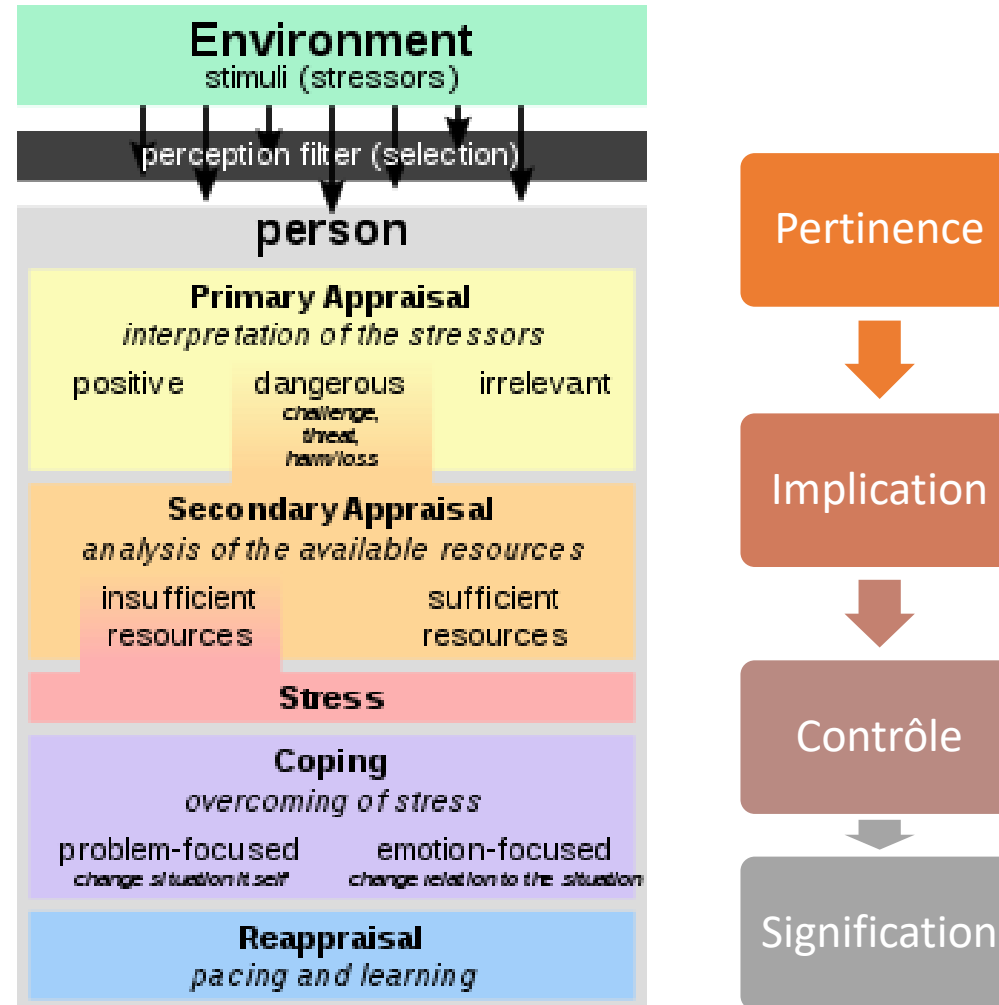 Environment
stimuli (stressors)
perception filter (selection)
person
Primary Appraisal
interpretation of the stressors
positive dangerous irrelevant
challenge,
threat,
harm/loss
Secondary Appraisal
analysis of the available resources
insufficient sufficient
resources resources
Stress
Coping
overcoming of stress
problem-focused emotion-focused
change situation it self change relation to the situation
Reappraisal
pacing and learning
Pertinence
Implication
Contrôle
Signification